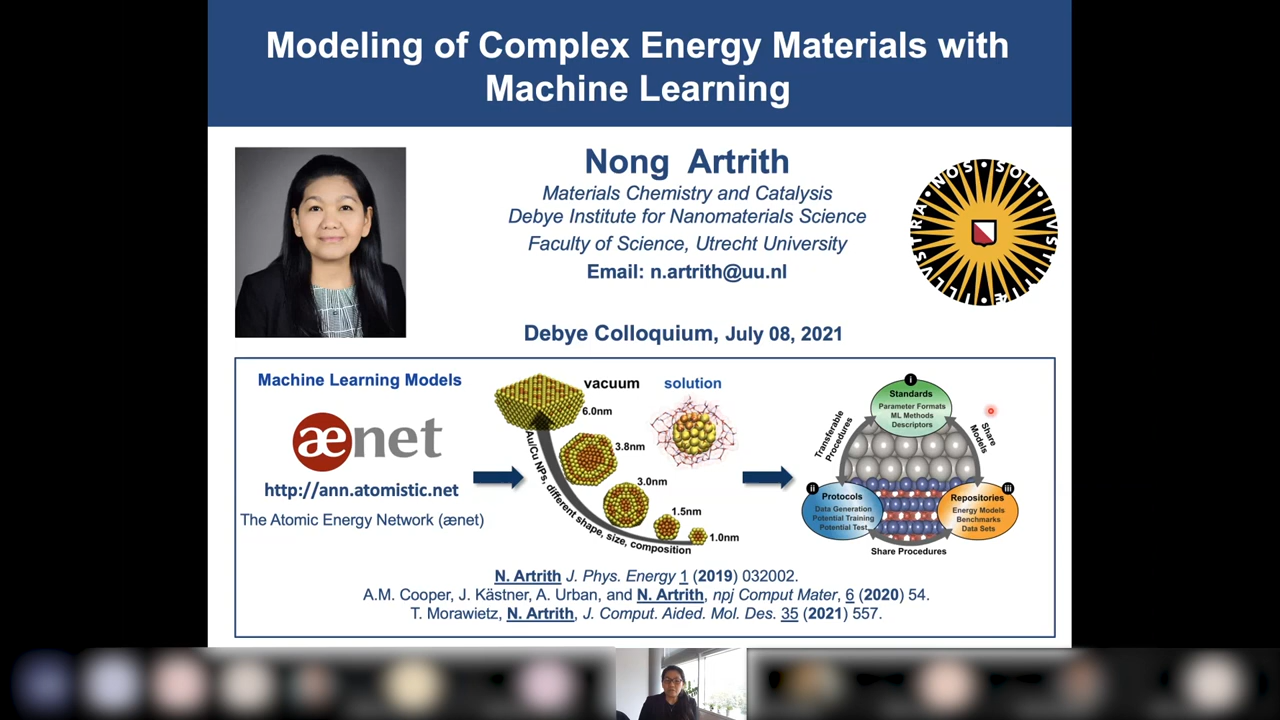 Modeling of Complex Energy Materials with
Machine Learning
Nong Artrith
Materials Chemistry and Catalysis
Debye Institute for Nanomaterials Science
Faculty of Science, Utrecht University
Email: n.artrith@uu.nl
SOL • IVSTITIÆ • ILLVSTRA • NOS •
Debye Colloquium, July 08, 2021
Machine Learning Models
ænet
http://ann.atomistic.net
The Atomic Energy Network (ænet)
vacuum
solution
6.0nm
3.8nm
3.0nm
1.5nm
1.0nm
Au/Cu NPs, different shape, size, composition
i
Standards
Parameter Formats
ML Methods
Descriptors
Transferable
Procedures
Share
Models
ii
Protocols
Data Generation
Potential Training
Potential Test
iii
Repositories
Energy Models
Benchmarks
Data Sets
Share Procedures
N. Artrith J. Phys. Energy 1 (2019) 032002.
A.M. Cooper, J. Kästner, A. Urban, and N. Artrith, npj Comput Mater, 6 (2020) 54.
T. Morawietz, N. Artrith, J. Comput. Aided. Mol. Des. 35 (2021) 557.